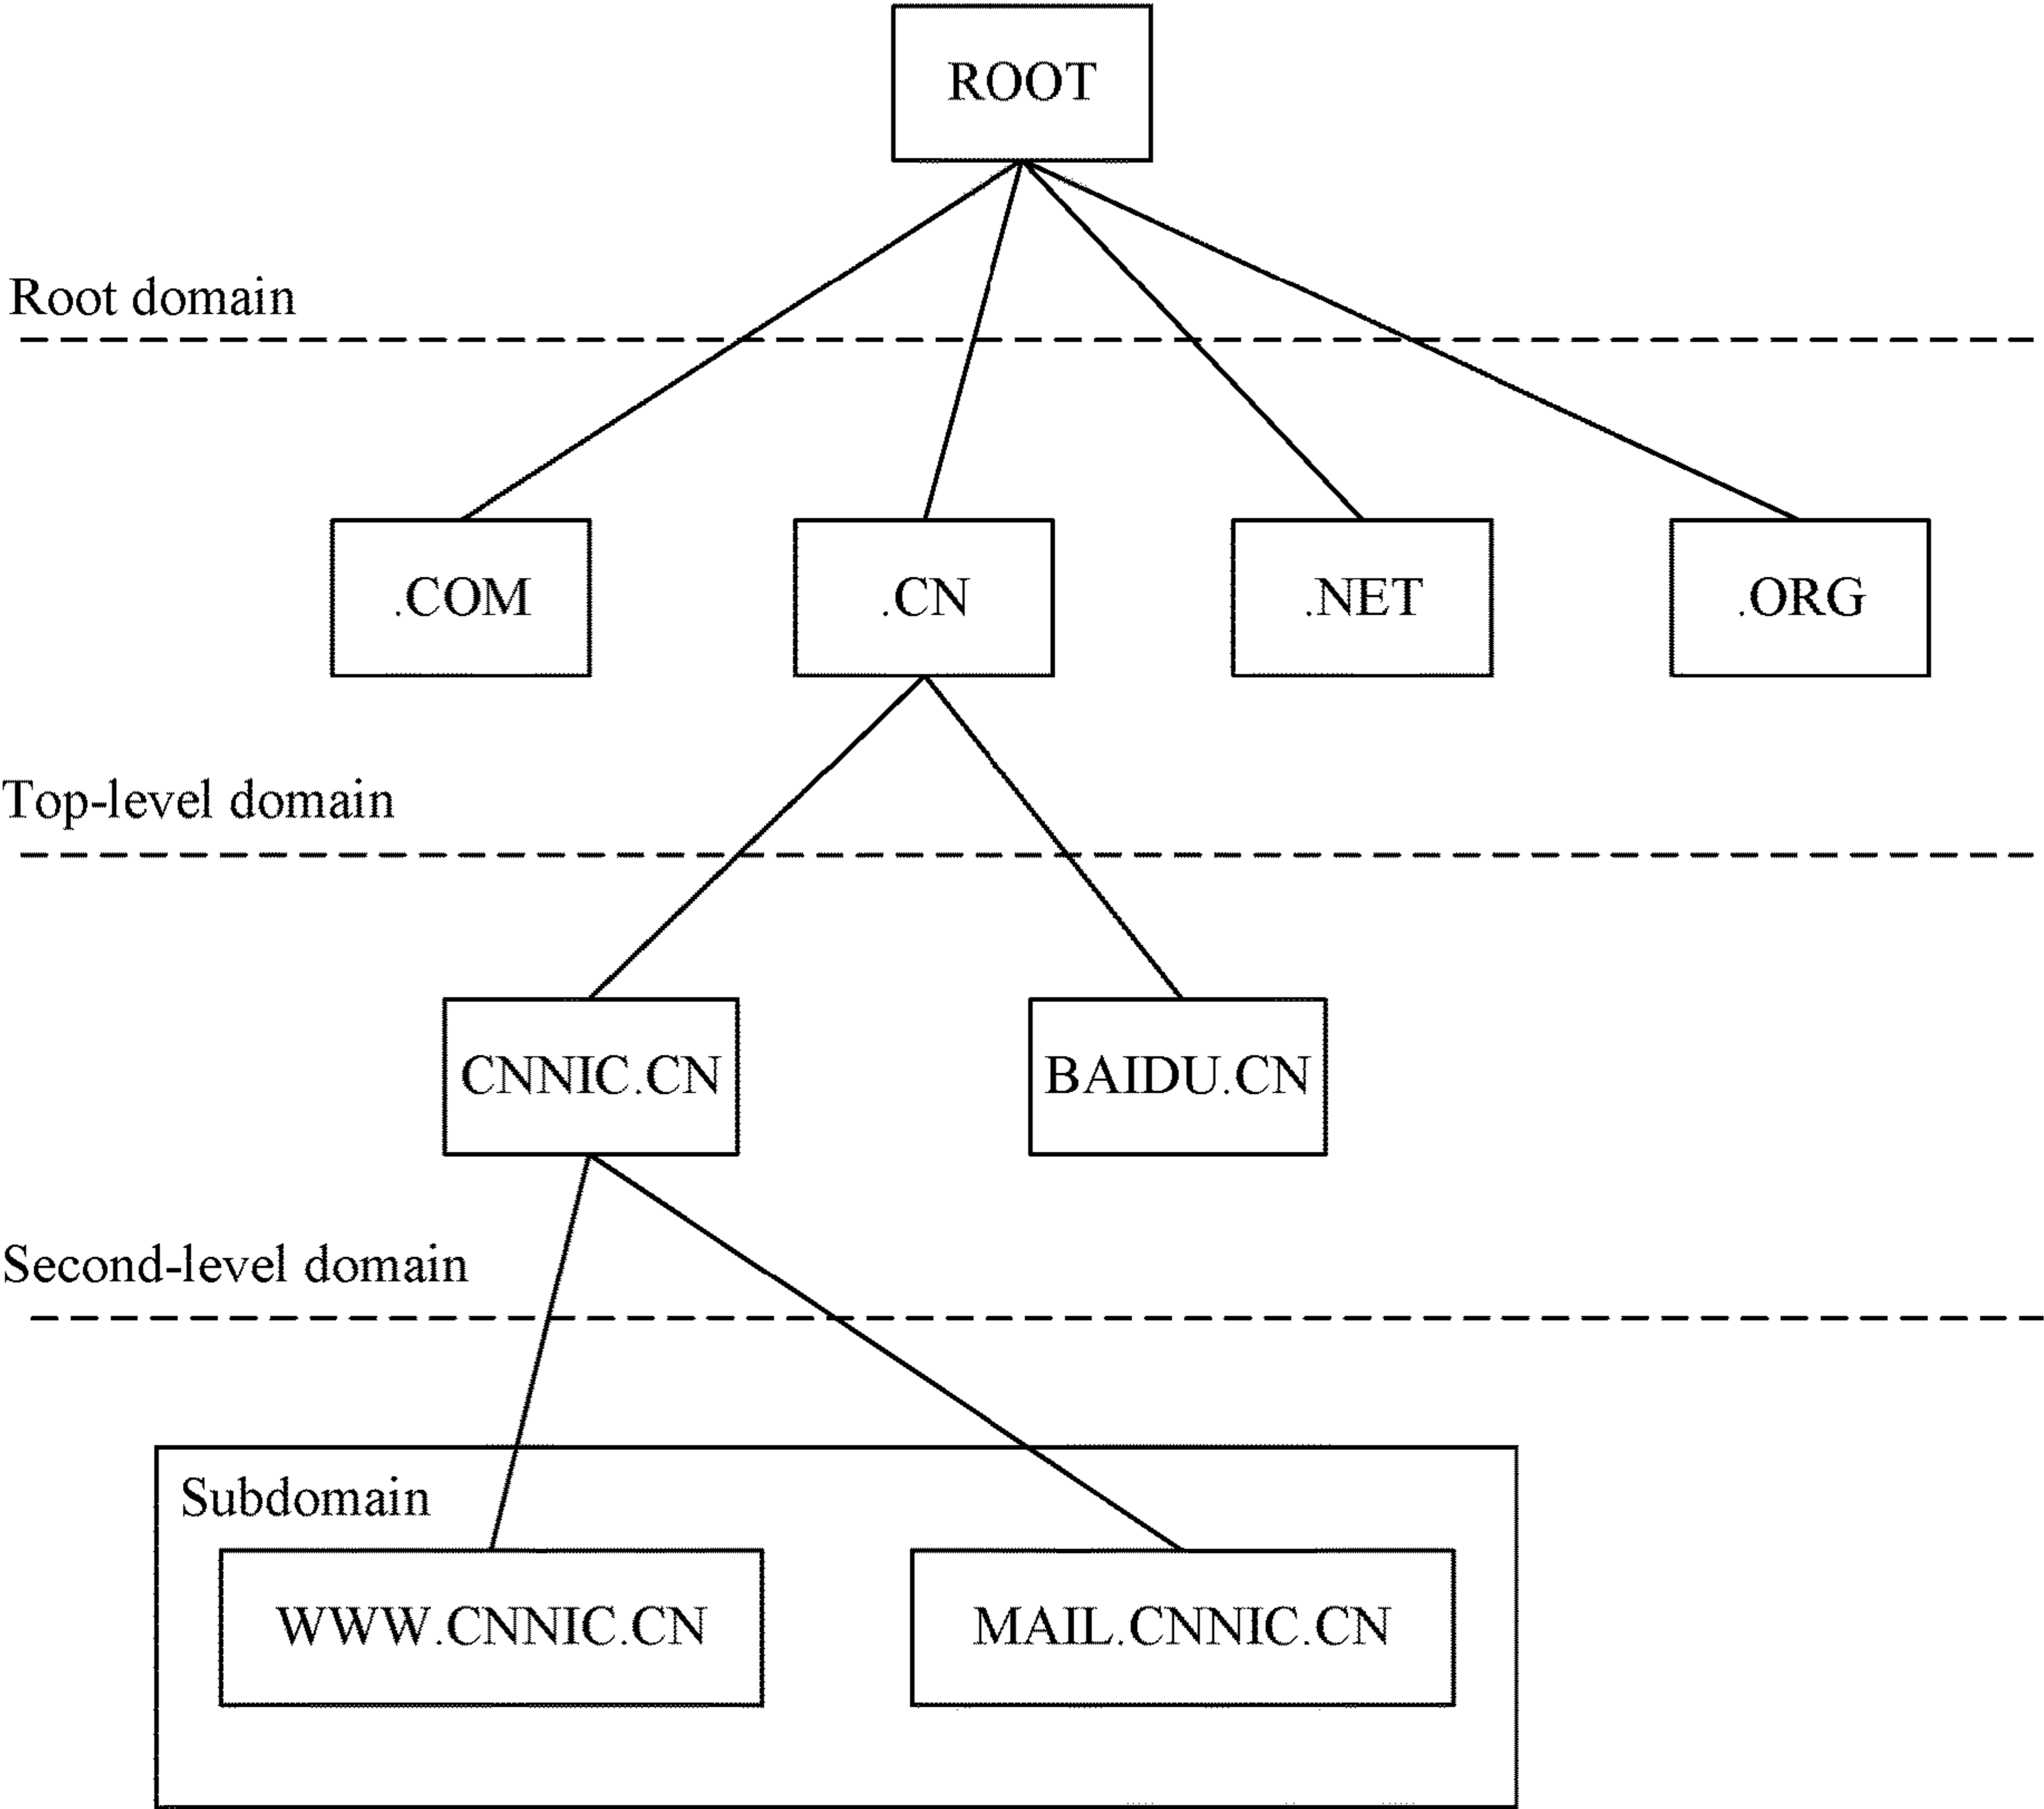 ROOT
Root domain
.COM
.CN
.NET
.ORG
Top-level domain
CNNIC.CN
BAIDU.CN
Second-level domain
Subdomain
WWW.CNNIC.CN
MAIL.CNNIC.CN